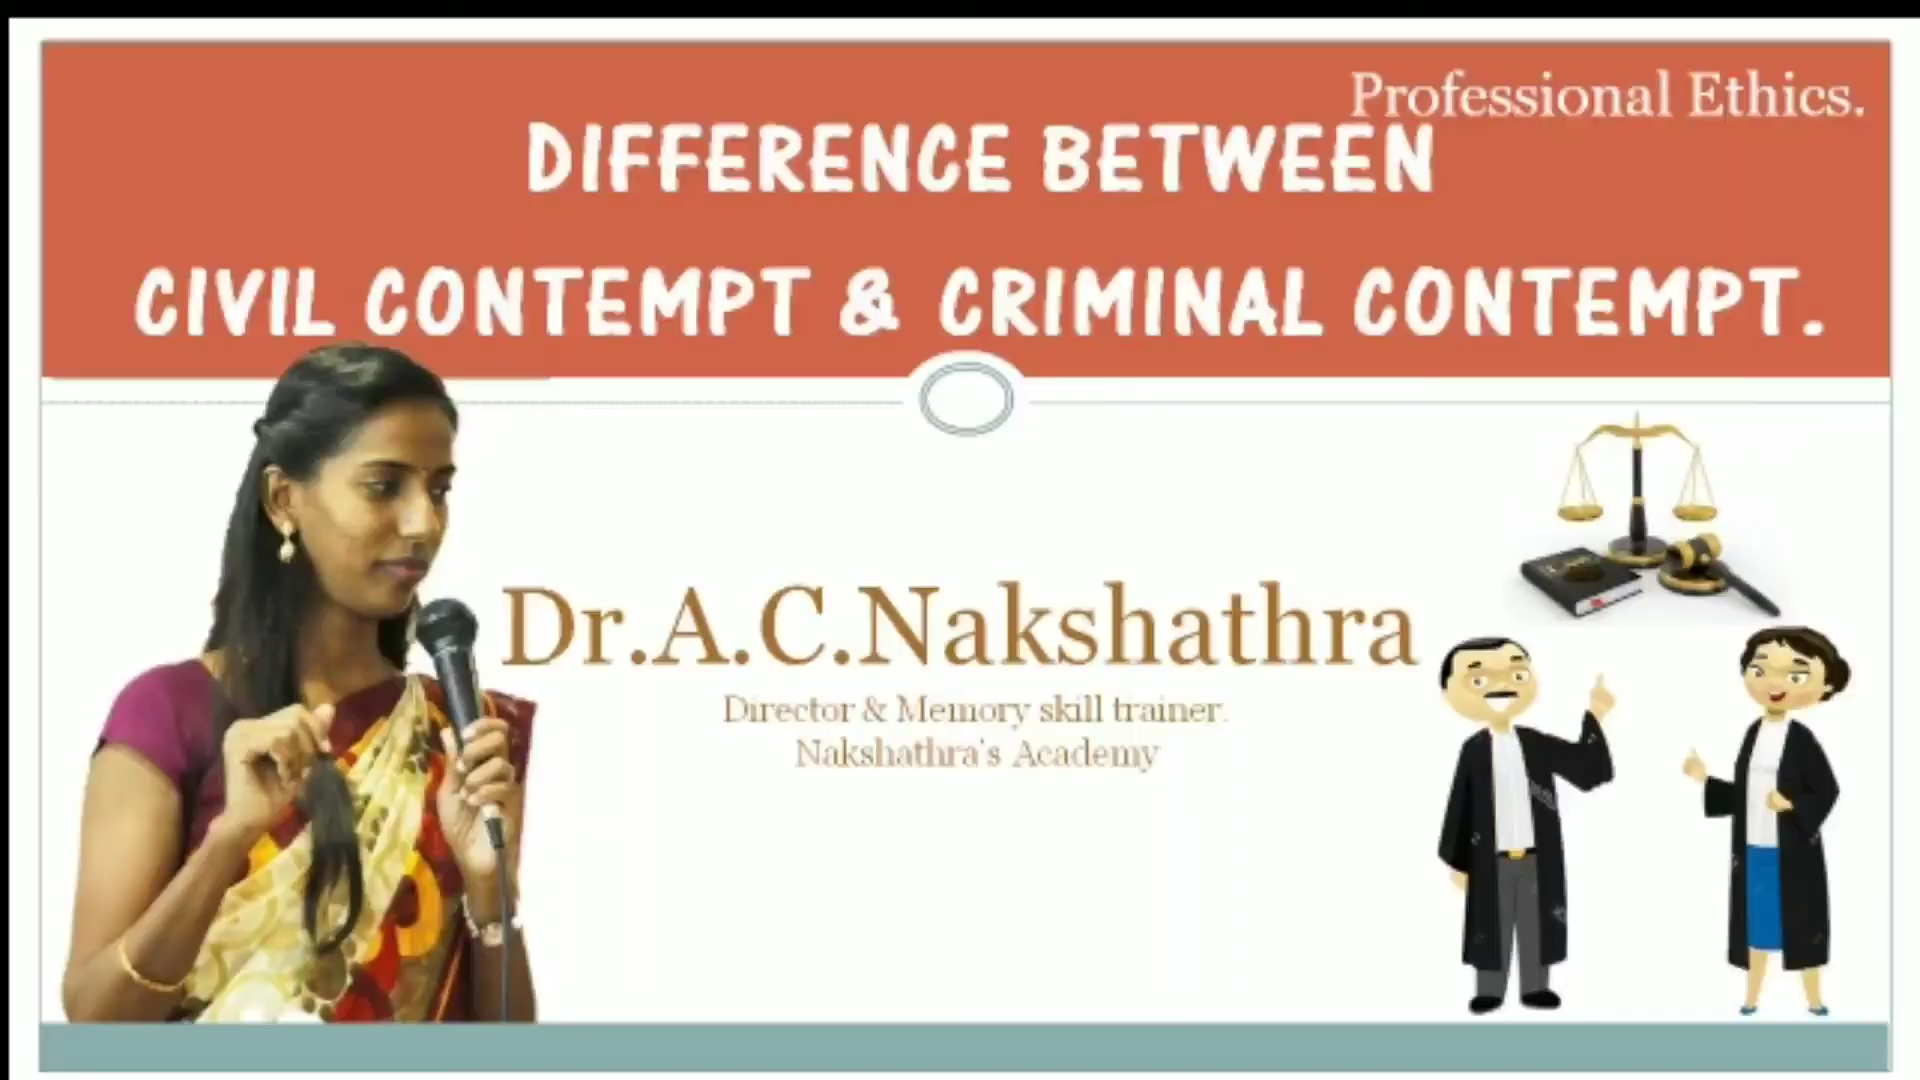 Professional Ethics.
DIFFERENCE BETWEEN
CIVIL CONTEMPT & CRIMINAL CONTEMPT.
Dr.A.C.Nakshathra
Director & Memory skill trainer.
Nakshathra's Academy